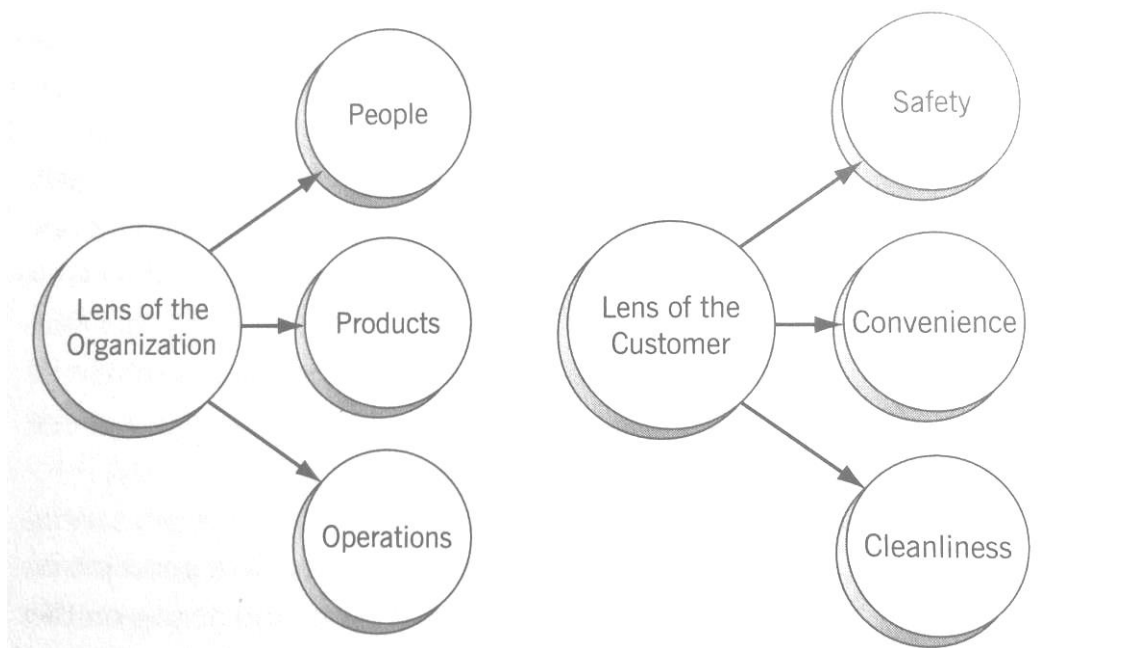 People
Lens of the
Organization
Products
Operations
Safety
Lens of the
Customer
Convenience
Cleanliness